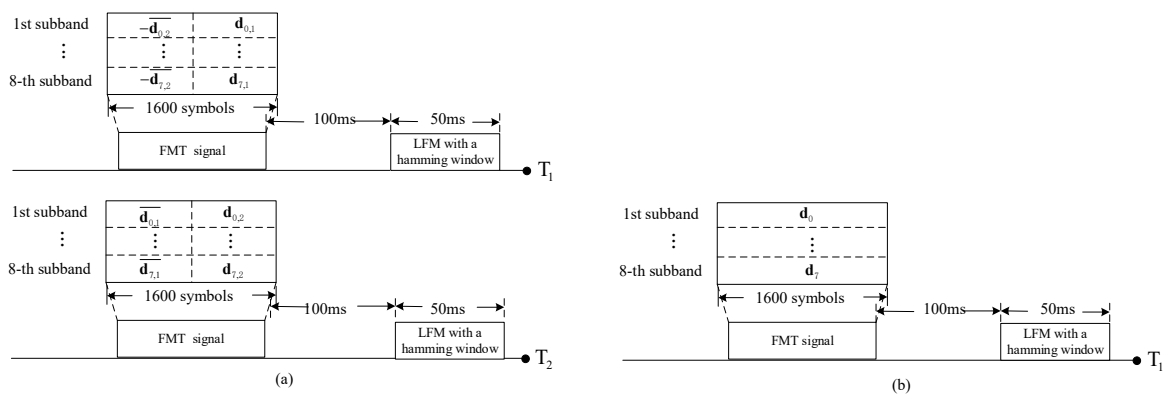 1st subband
−d̅₀,₂ d₀,₁
⋮ ⋮ ⋮
8-th subband
−d̅₇,₂ d₇,₁
1600 symbols
100ms
50ms
FMT signal
LFM with a
hamming window
T₁
1st subband
d̅₀,₁ d₀,₂
⋮ ⋮ ⋮
8-th subband
d̅₇,₁ d₇,₂
1600 symbols
100ms
50ms
FMT signal
LFM with a
hamming window
T₂
(a)
1st subband
d₀
⋮ ⋮
8-th subband
d₇
1600 symbols
100ms
50ms
FMT signal
LFM with a
hamming window
T₁
(b)